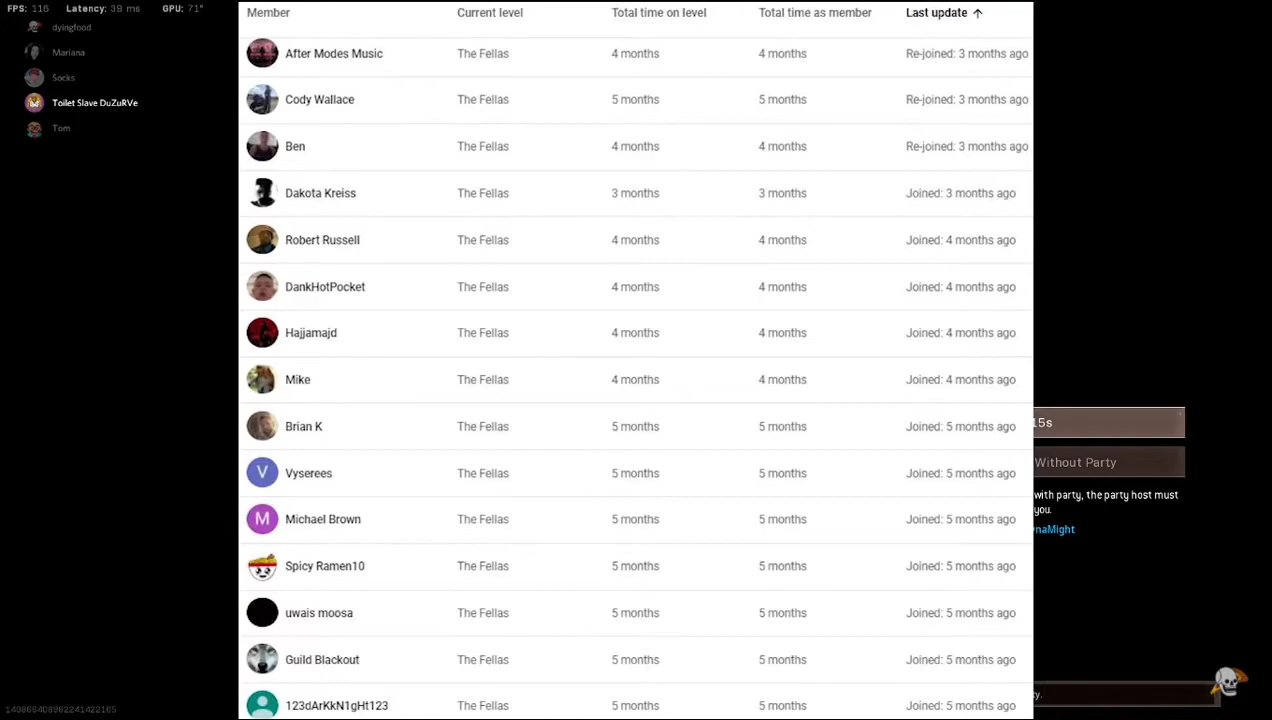 FPS: 116 Latency: 39 ms GPU: 71°
dyingfood
Mariana
Socks
Toilet Slave DuZuRVe
Tom
Member Current level Total time on level Total time as member Last update ↑
After Modes Music The Fellas 4 months 4 months Re-joined: 3 months ago
Cody Wallace The Fellas 5 months 5 months Re-joined: 3 months ago
Ben The Fellas 4 months 4 months Re-joined: 3 months ago
Dakota Kreiss The Fellas 3 months 3 months Joined: 3 months ago
Robert Russell The Fellas 4 months 4 months Joined: 4 months ago
DankHotPocket The Fellas 4 months 4 months Joined: 4 months ago
Hajjamajd The Fellas 4 months 4 months Joined: 4 months ago
Mike The Fellas 4 months 4 months Joined: 4 months ago
Brian K The Fellas 5 months 5 months Joined: 5 months ago
V Vyserees The Fellas 5 months 5 months Joined: 5 months ago
M Michael Brown The Fellas 5 months 5 months Joined: 5 months ago
Spicy Ramen10 The Fellas 5 months 5 months Joined: 5 months ago
uwais moosa The Fellas 5 months 5 months Joined: 5 months ago
Guild Blackout The Fellas 5 months 5 months Joined: 5 months ago
123dArKkN1gHt123 The Fellas 5 months 5 months Joined: 5 months ago
15s
Without Party
with party, the party host must
you.
ynaMight
ty.